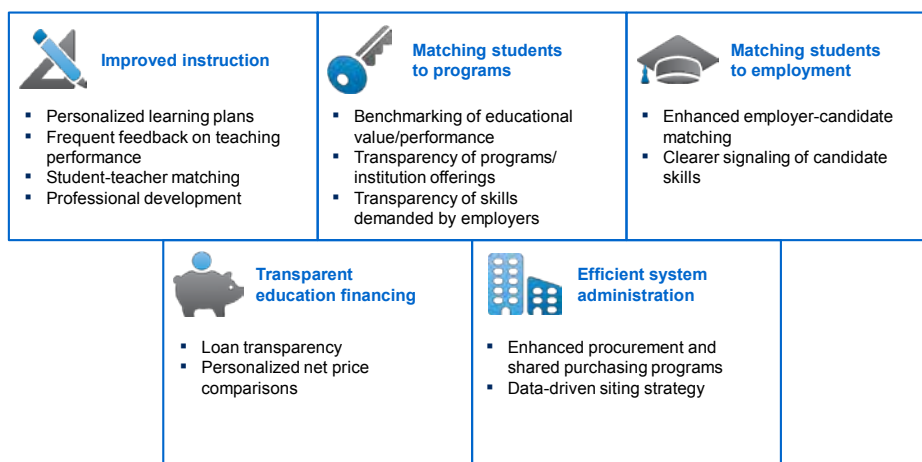 Improved instruction
▪ Personalized learning plans
▪ Frequent feedback on teaching
performance
▪ Student-teacher matching
▪ Professional development
Matching students
to programs
▪ Benchmarking of educational
value/performance
▪ Transparency of programs/
institution offerings
▪ Transparency of skills
demanded by employers
Matching students
to employment
▪ Enhanced employer-candidate
matching
▪ Clearer signaling of candidate
skills
Transparent
education financing
▪ Loan transparency
▪ Personalized net price
comparisons
Efficient system
administration
▪ Enhanced procurement and
shared purchasing programs
▪ Data-driven siting strategy